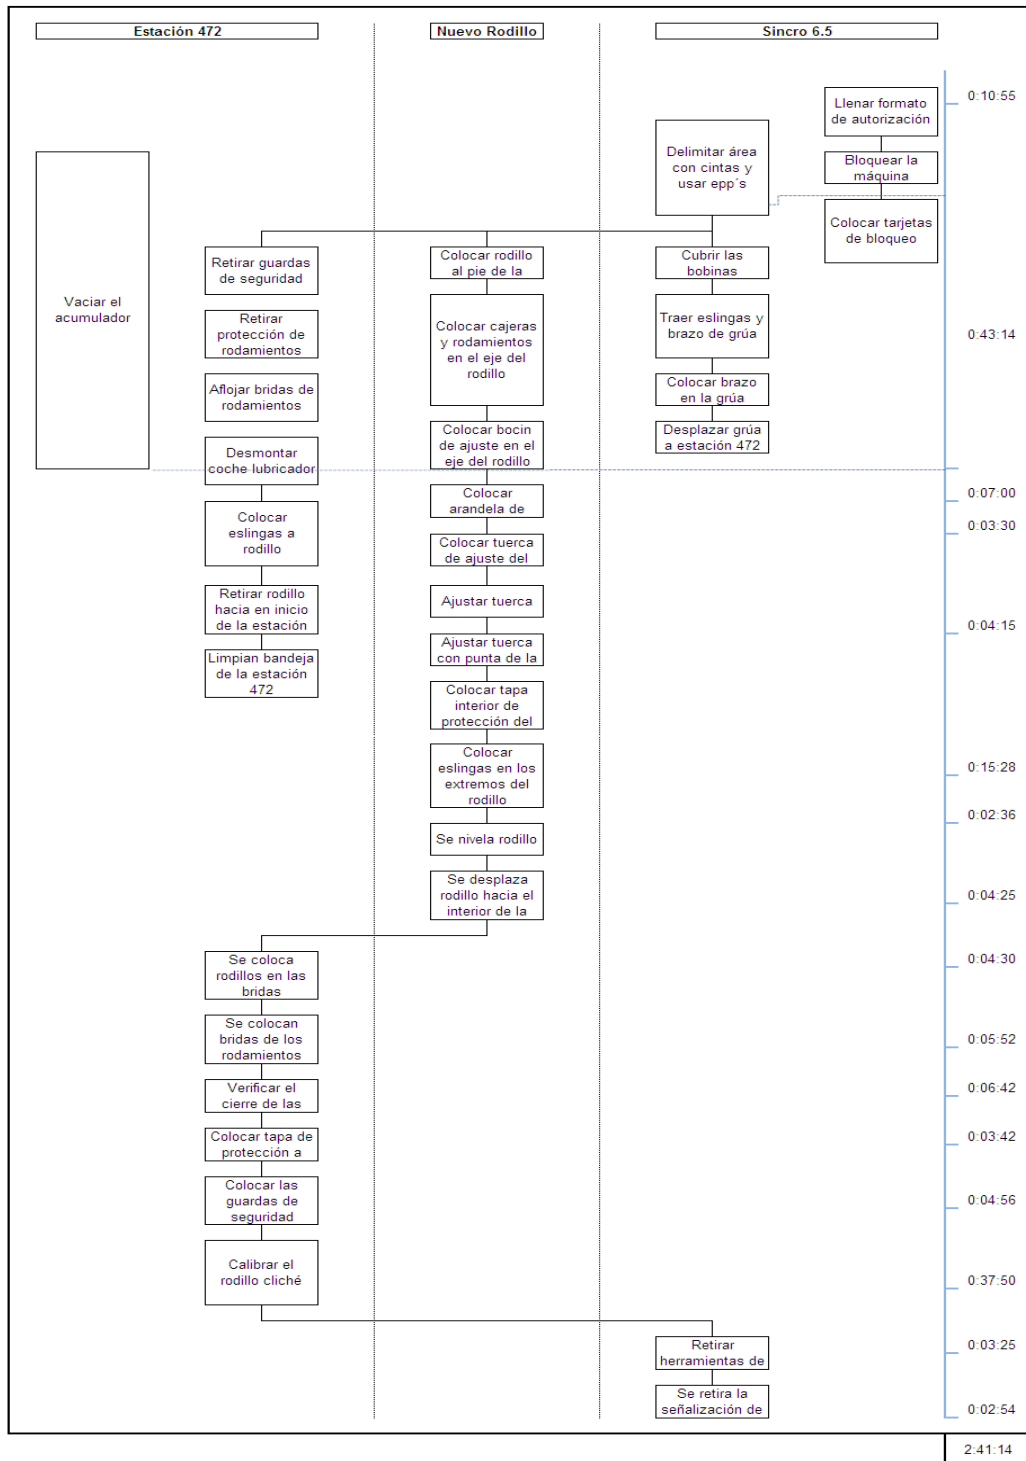 Estación 472
Nuevo Rodillo
Sincro 6.5
Llenar formato
de autorización
0:10:55
Delimitar área
con cintas y
usar epp´s
Bloquear la
máquina
Colocar tarjetas
de bloqueo
Vaciar el
acumulador
Retirar guardas
de seguridad
Retirar
protección de
rodamientos
Aflojar bridas de
rodamientos
Desmontar
coche lubricador
Colocar
eslingas a
rodillo
Retirar rodillo
hacia en inicio
de la estación
Limpian bandeja
de la estación
472
Colocar rodillo
al pie de la
Colocar cajeras
y rodamientos
en el eje del
rodillo
Colocar bocin
de ajuste en el
eje del rodillo
Colocar
arandela de
Colocar tuerca
de ajuste del
Ajustar tuerca
Ajustar tuerca
con punta de la
Colocar tapa
interior de
protección del
Colocar
eslingas en los
extremos del
rodillo
Se nivela rodillo
Se desplaza
rodillo hacia el
interior de la
Cubrir las
bobinas
Traer eslingas y
brazo de grúa
Colocar brazo
en la grúa
Desplazar grúa
a estación 472
0:43:14
0:07:00
0:03:30
0:04:15
0:15:28
0:02:36
0:04:25
Se coloca
rodillos en las
bridas
0:04:30
Se colocan
bridas de los
rodamientos
0:05:52
Verificar el
cierre de las
0:06:42
Colocar tapa de
protección a
0:03:42
Colocar las
guardas de
seguridad
0:04:56
Calibrar el
rodillo cliché
0:37:50
Retirar
herramientas de
0:03:25
Se retira la
señalización de
0:02:54
2:41:14